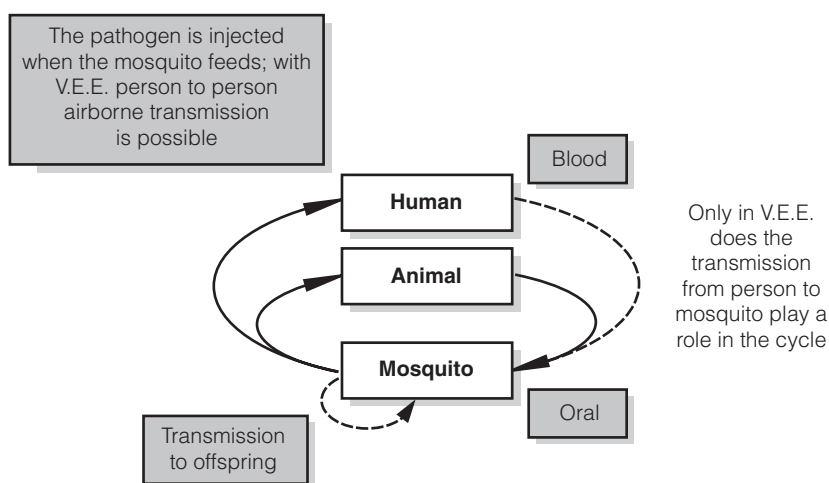 The pathogen is injected
when the mosquito feeds; with
V.E.E. person to person
airborne transmission
is possible
Blood
Human
Only in V.E.E.
does the
transmission
from person to
mosquito play a
role in the cycle
Animal
Mosquito
Oral
Transmission
to offspring